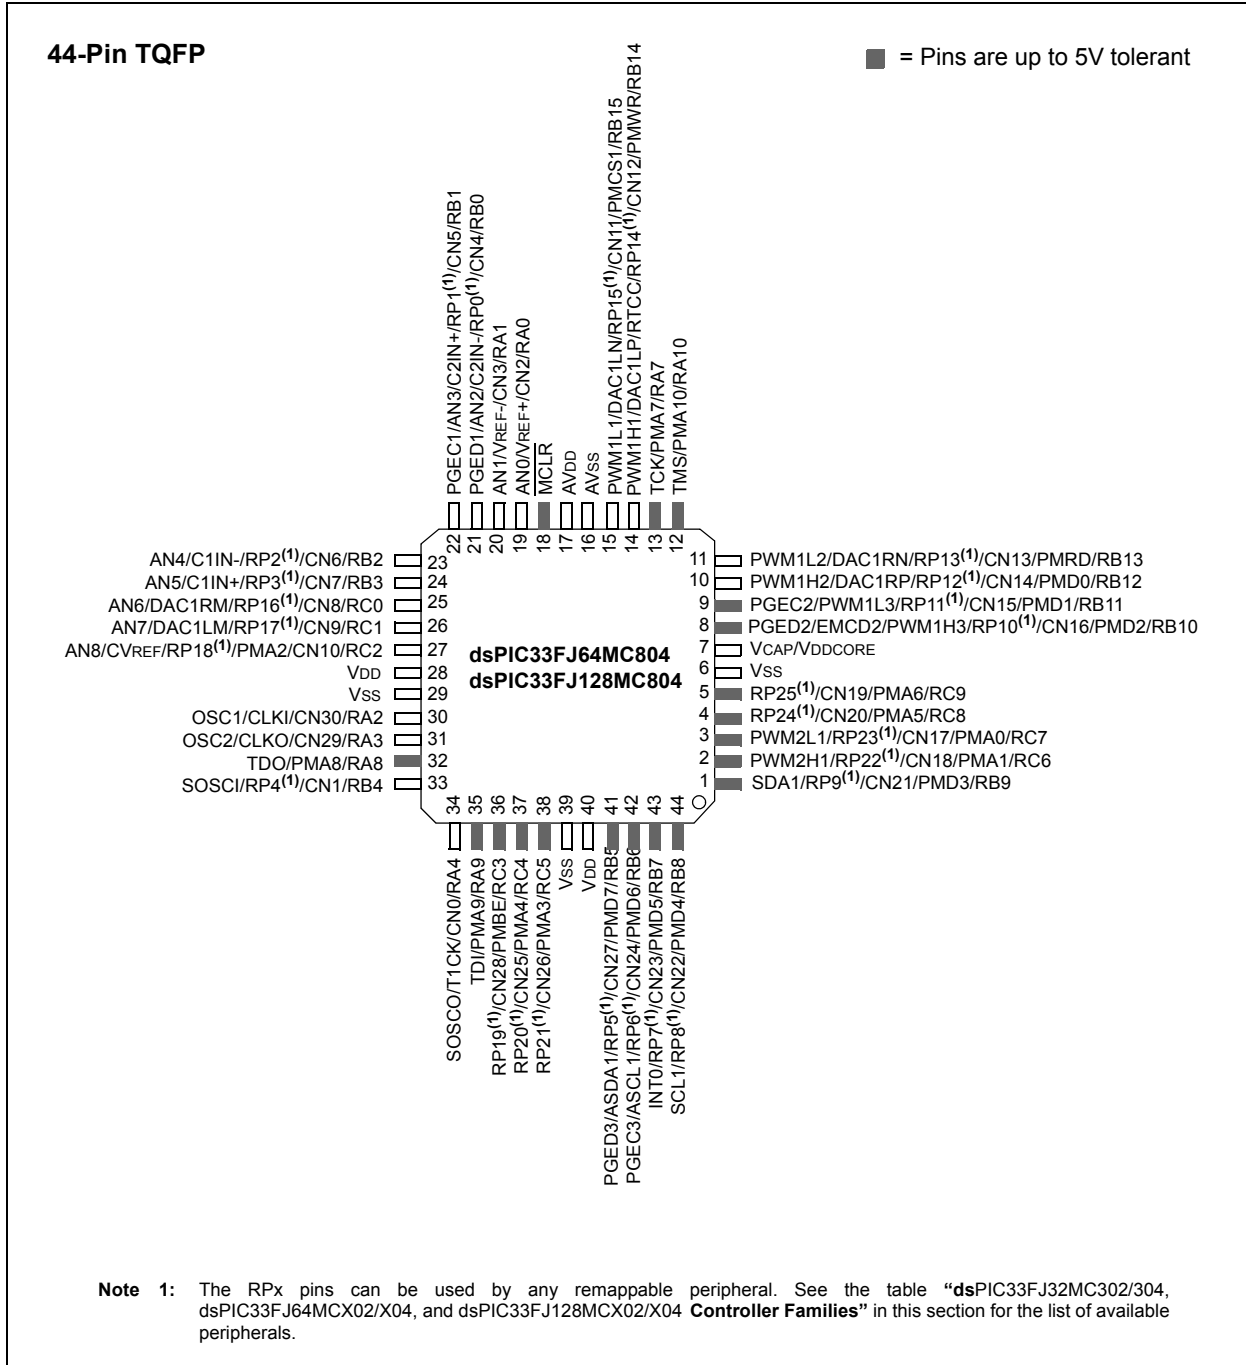 44-Pin TQFP
= Pins are up to 5V tolerant
PGEC1/AN3/C2IN+/RP1(1)/CN5/RB1
PGED1/AN2/C2IN-/RP0(1)/CN4/RB0
AN1/VREF-/CN3/RA1
AN0/VREF+/CN2/RA0
MCLR
AVDD
AVSS
PWM1L1/DAC1LN/RP15(1)/CN11/PMCS1/RB15
PWM1H1/DAC1LP/RTCC/RP14(1)/CN12/PMWR/RB14
TCK/PMA7/RA7
TMS/PMA10/RA10
22 21 20 19 18 17 16 15 14 13 12
AN4/C1IN-/RP2(1)/CN6/RB2 23
AN5/C1IN+/RP3(1)/CN7/RB3 24
AN6/DAC1RM/RP16(1)/CN8/RC0 25
AN7/DAC1LM/RP17(1)/CN9/RC1 26
AN8/CVREF/RP18(1)/PMA2/CN10/RC2 27
VDD 28
VSS 29
OSC1/CLKI/CN30/RA2 30
OSC2/CLKO/CN29/RA3 31
TDO/PMA8/RA8 32
SOSCI/RP4(1)/CN1/RB4 33
dsPIC33FJ64MC804
dsPIC33FJ128MC804
11 PWM1L2/DAC1RN/RP13(1)/CN13/PMRD/RB13
10 PWM1H2/DAC1RP/RP12(1)/CN14/PMD0/RB12
9 PGEC2/PWM1L3/RP11(1)/CN15/PMD1/RB11
8 PGED2/EMCD2/PWM1H3/RP10(1)/CN16/PMD2/RB10
7 VCAP/VDDCORE
6 VSS
5 RP25(1)/CN19/PMA6/RC9
4 RP24(1)/CN20/PMA5/RC8
3 PWM2L1/RP23(1)/CN17/PMA0/RC7
2 PWM2H1/RP22(1)/CN18/PMA1/RC6
1 SDA1/RP9(1)/CN21/PMD3/RB9
34 35 36 37 38 39 40 41 42 43 44
SOSCO/T1CK/CN0/RA4
TDI/PMA9/RA9
RP19(1)/CN28/PMBE/RC3
RP20(1)/CN25/PMA4/RC4
RP21(1)/CN26/PMA3/RC5
VSS
VDD
PGED3/ASDA1/RP5(1)/CN27/PMD7/RB5
PGEC3/ASCL1/RP6(1)/CN24/PMD6/RB6
INT0/RP7(1)/CN23/PMD5/RB7
SCL1/RP8(1)/CN22/PMD4/RB8
Note 1: The RPx pins can be used by any remappable peripheral. See the table “dsPIC33FJ32MC302/304,
dsPIC33FJ64MCX02/X04, and dsPIC33FJ128MCX02/X04 Controller Families” in this section for the list of available
peripherals.